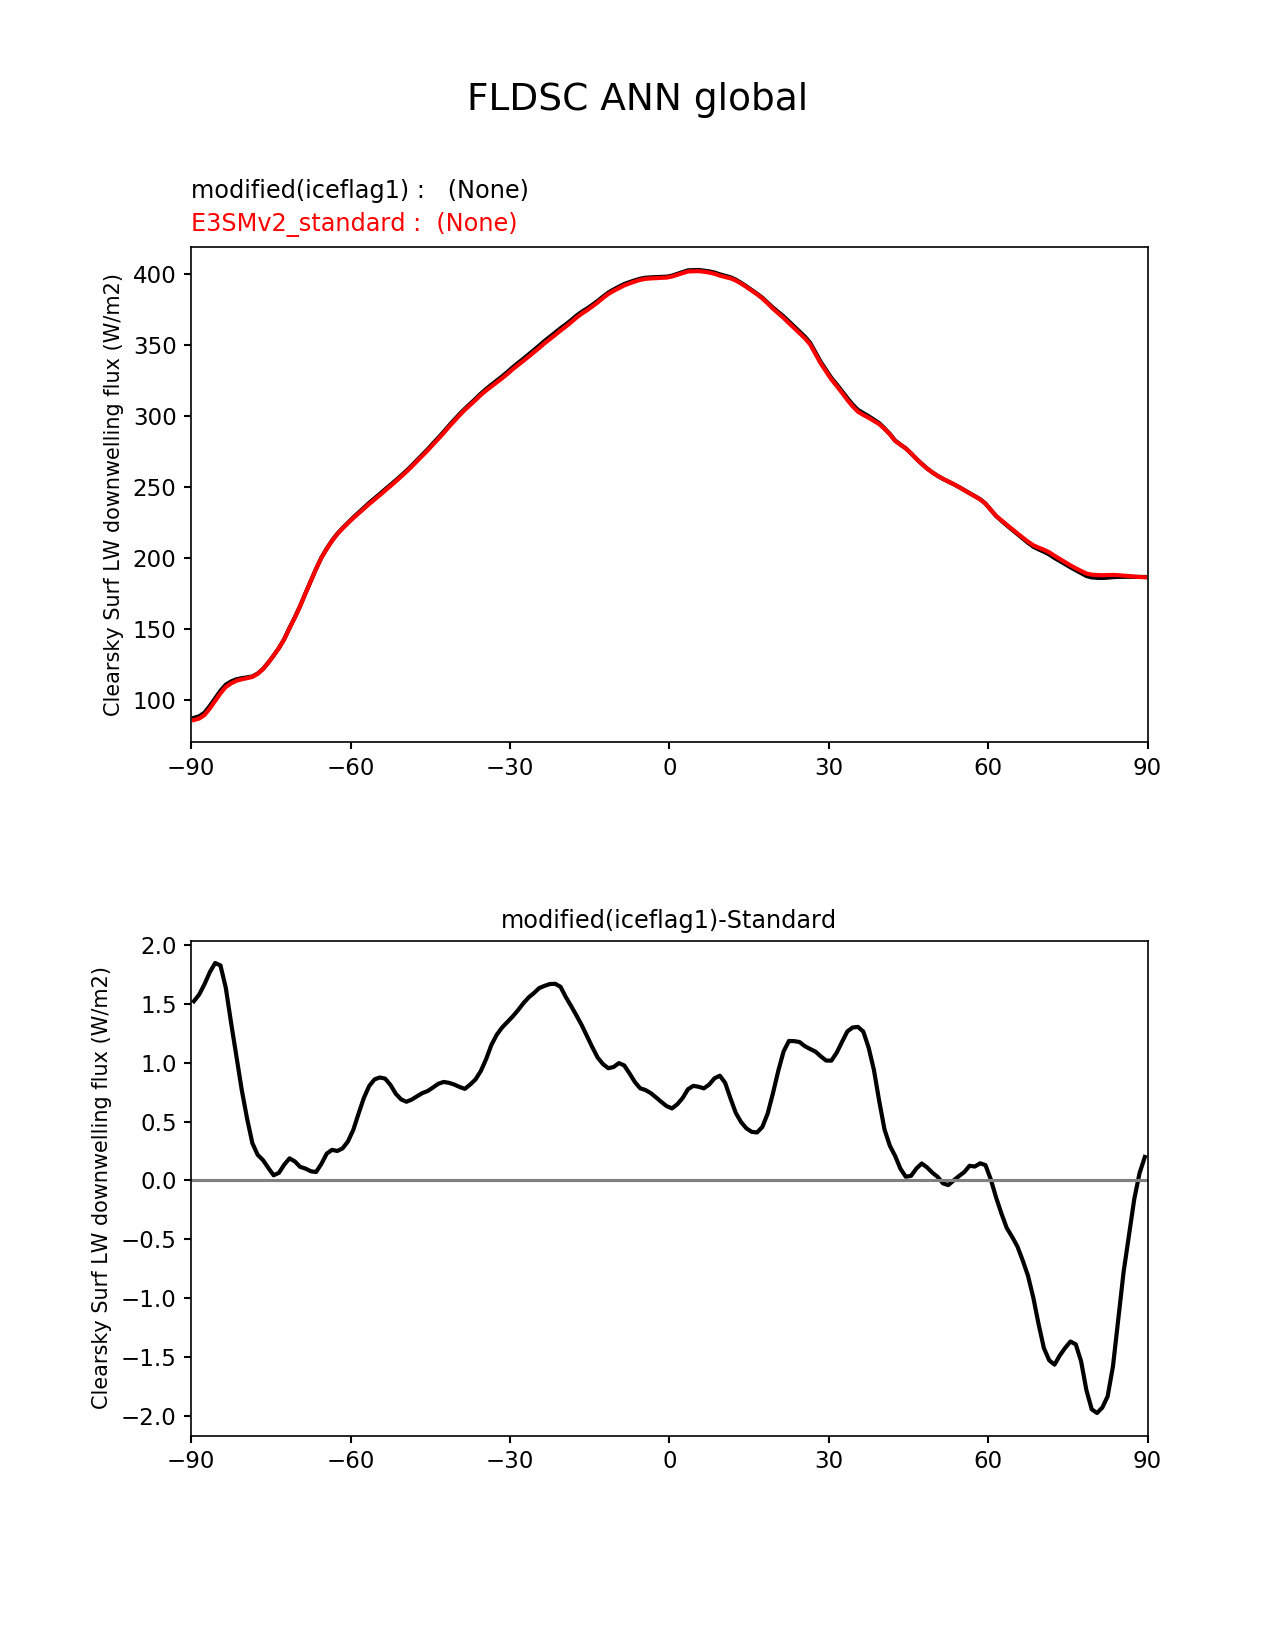 FLDSC ANN global
modified(iceflag1) :   (None)
E3SMv2_standard :  (None)
Clearsky Surf LW downwelling flux (W/m2)
400
350
300
250
200
150
100
−90 −60 −30 0 30 60 90
modified(iceflag1)-Standard
Clearsky Surf LW downwelling flux (W/m2)
2.0
1.5
1.0
0.5
0.0
−0.5
−1.0
−1.5
−2.0
−90 −60 −30 0 30 60 90